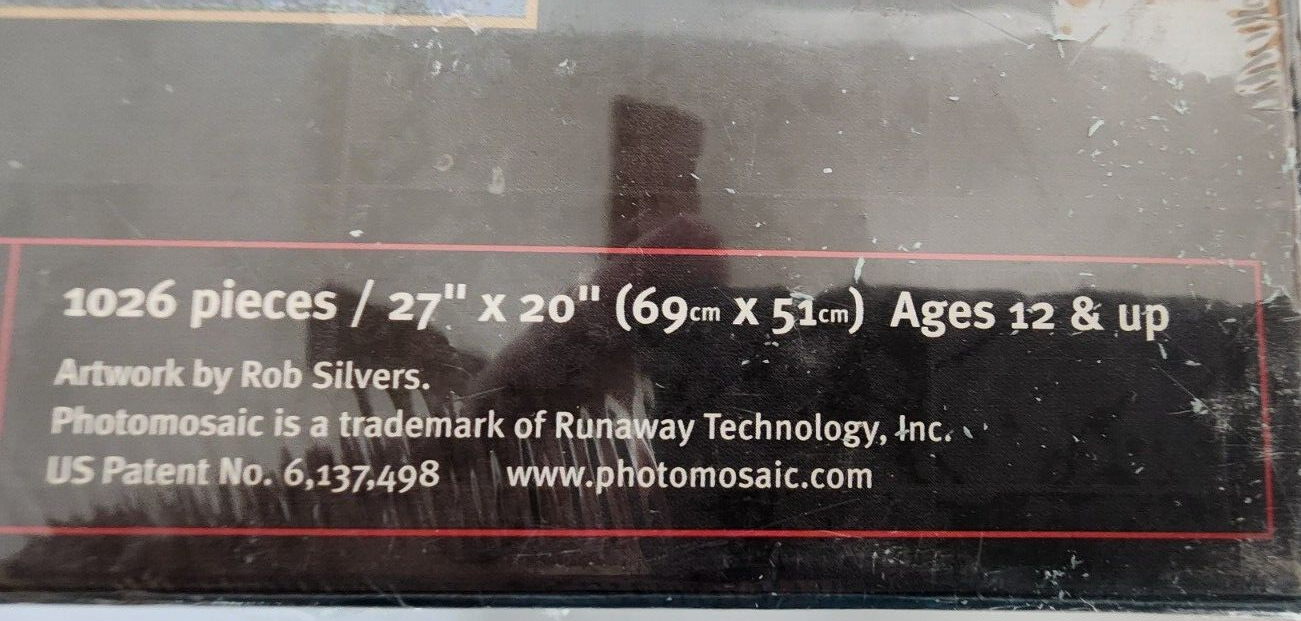 1026 pieces / 27" x 20" (69cm x 51cm) Ages 12 & up
Artwork by Rob Silvers.
Photomosaic is a trademark of Runaway Technology, Inc.
US Patent No. 6,137,498 www.photomosaic.com